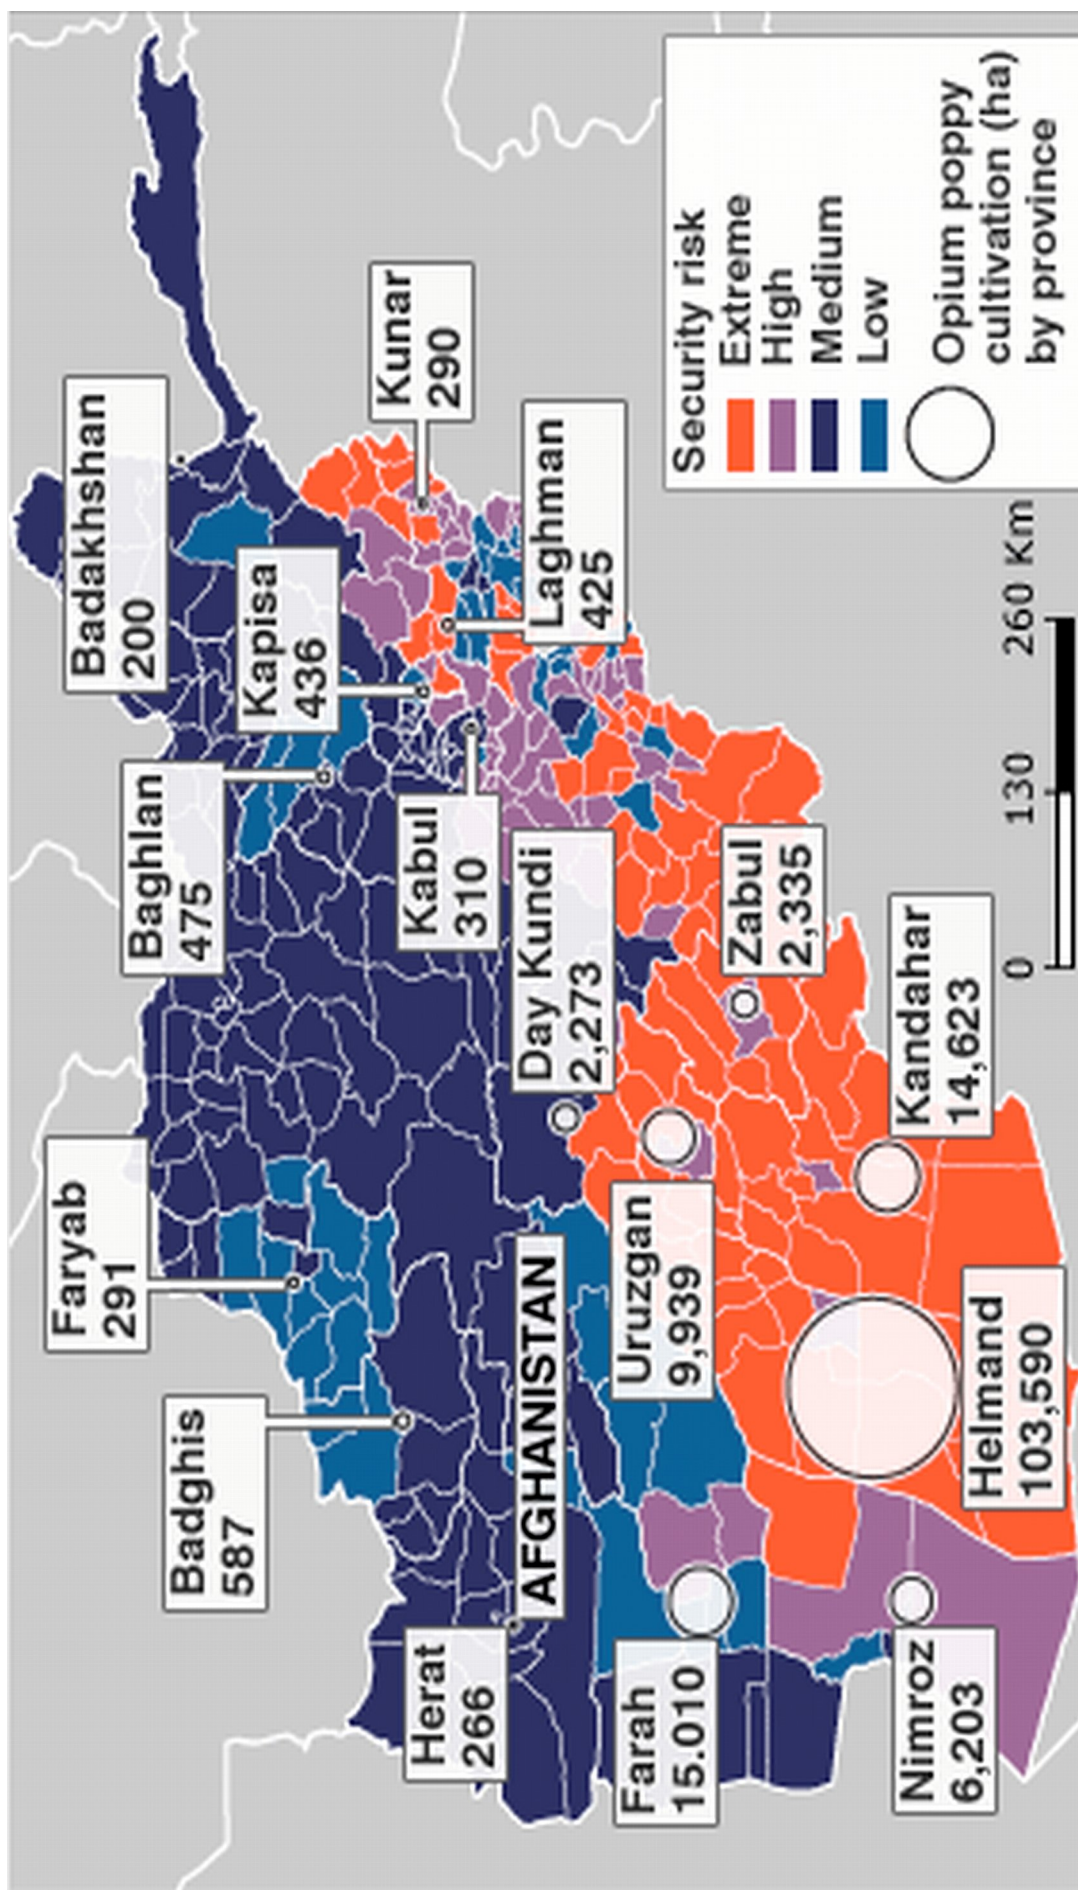 Badakhshan
200
Faryab
291
Baghlan
475
Badghis
587
Kapisa
436
Kunar
290
Kabul
310
Herat
266
Day Kundi
2,273
Laghman
425
AFGHANISTAN
Uruzgan
9,939
Farah
15.010
Zabul
2,335
Kandahar
14,623
Nimroz
6,203
Helmand
103,590
Security risk
Extreme
High
Medium
Low
Opium poppy
cultivation (ha)
by province
0 130 260 Km